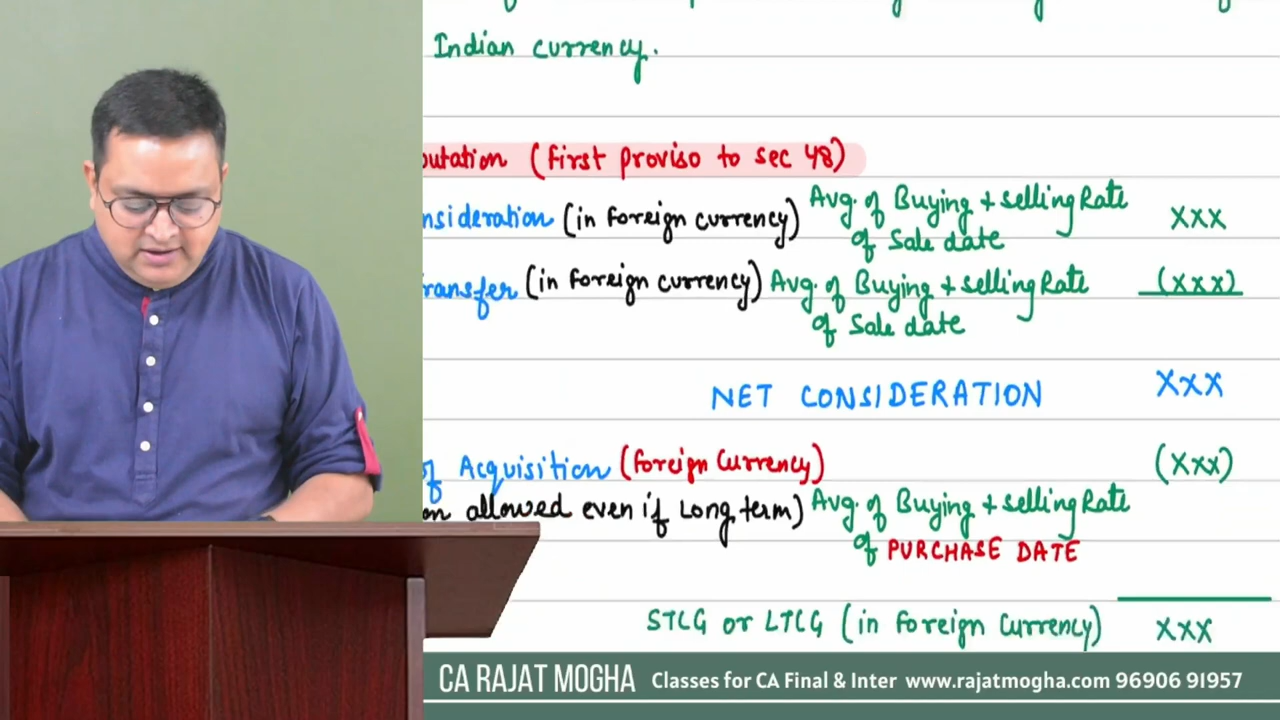 Indian currency.
putation (First proviso to sec 48)
nsideration (in Foreign currency) Avg. of Buying + selling Rate of Sale date XXX
ransfer (in Foreign currency) Avg. of Buying + selling Rate of Sale date (XXX)
NET CONSIDERATION XXX
of Acquisition (Foreign Currency) (XXX)
on allowed even if Long term) Avg. of Buying + selling Rate of PURCHASE DATE
STCG or LTCG (in Foreign Currency) XXX
CA RAJAT MOGHA Classes for CA Final & Inter www.rajatmogha.com 96906 91957